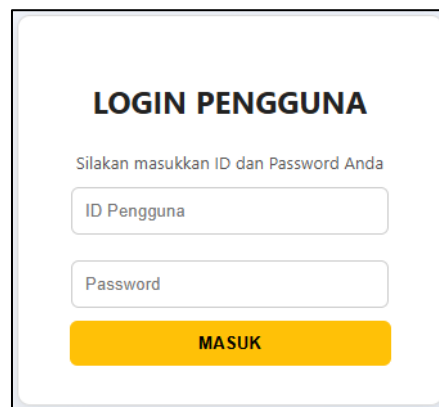 LOGIN PENGGUNA
Silakan masukkan ID dan Password Anda
ID Pengguna
Password
MASUK